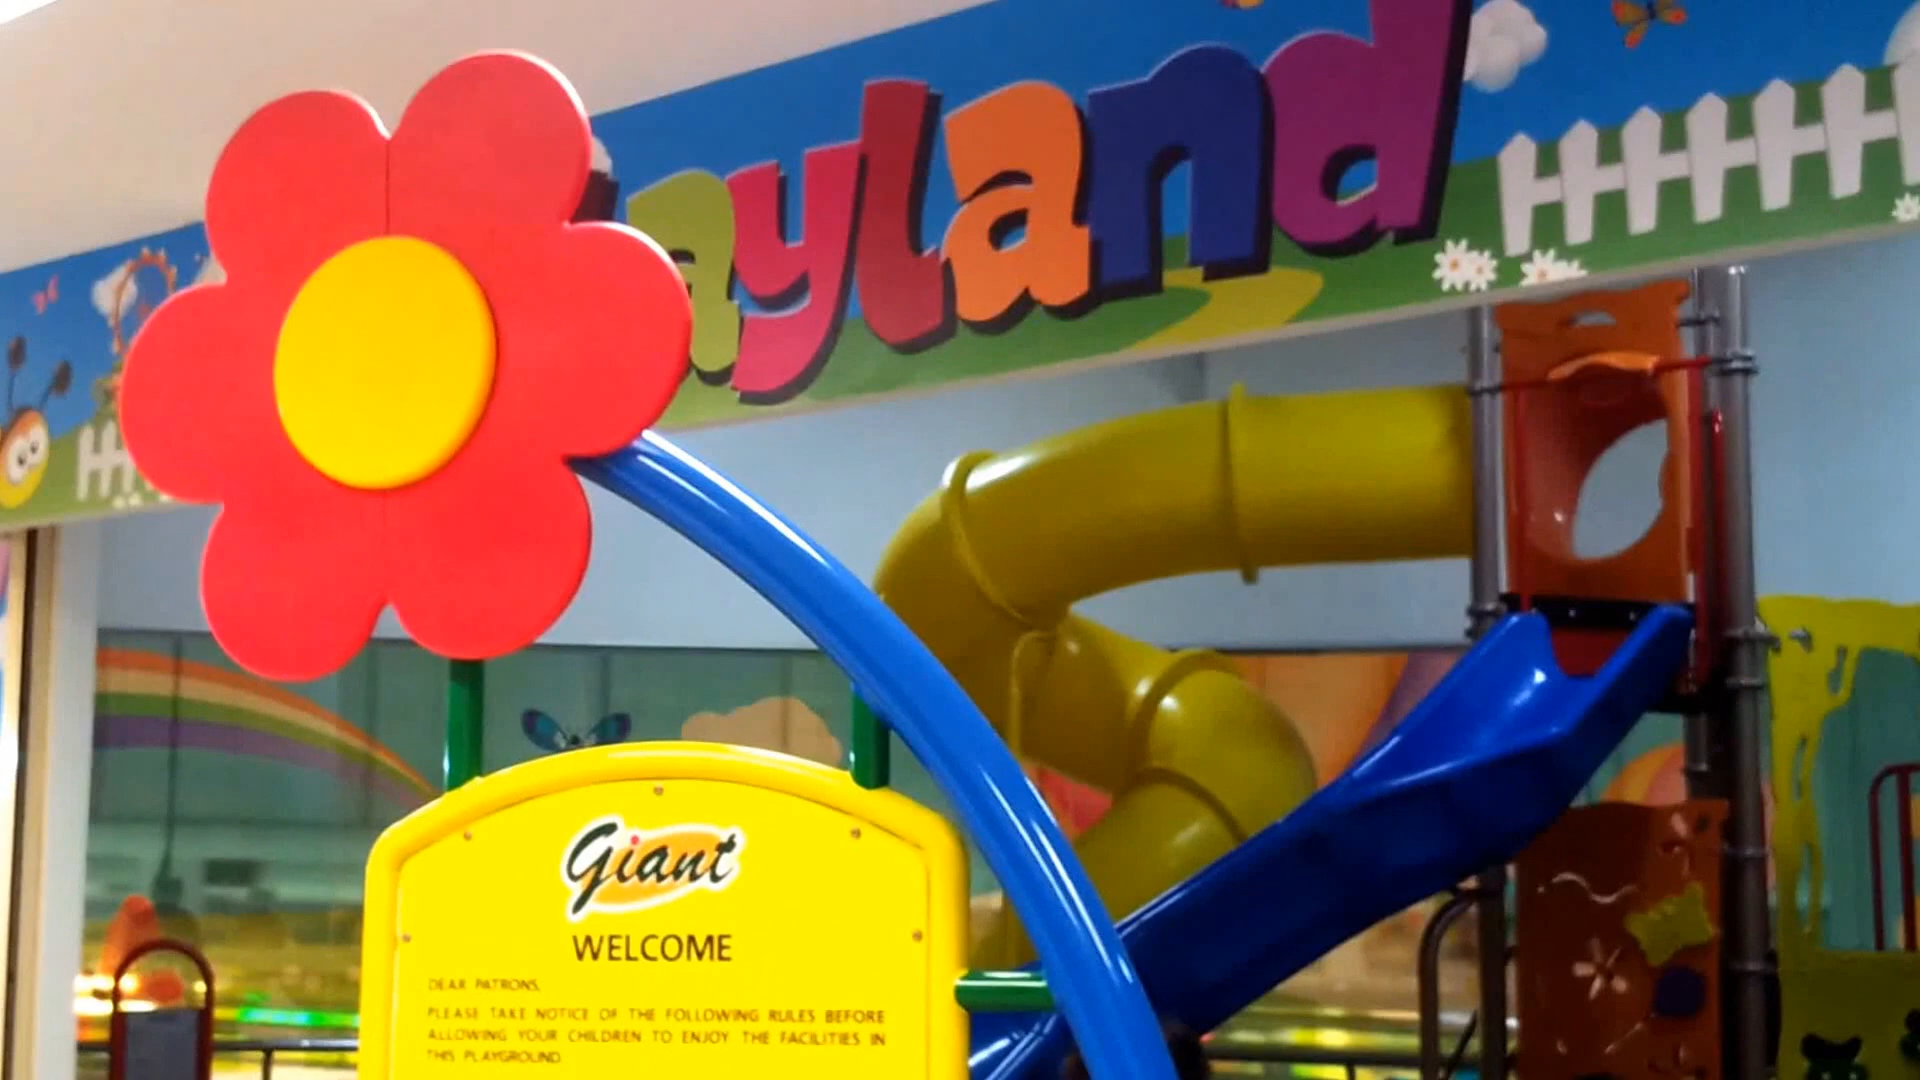 ayland
Giant
WELCOME
DEAR PATRONS,
PLEASE TAKE NOTICE OF THE FOLLOWING RULES BEFORE
ALLOWING YOUR CHILDREN TO ENJOY THE FACILITIES IN
THIS PLAYGROUND